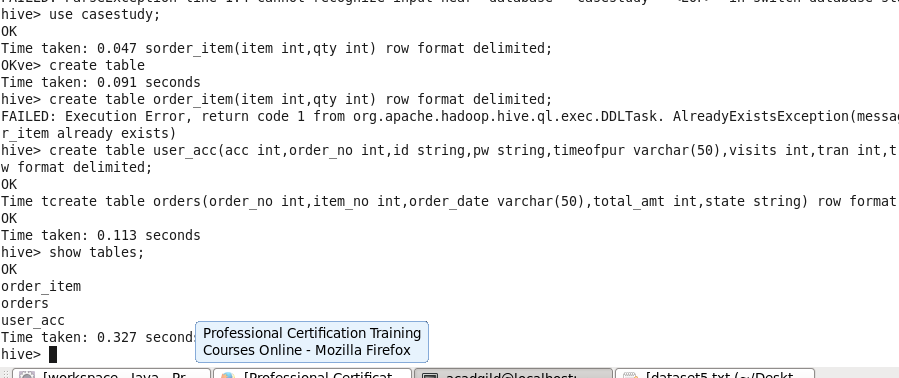 FAILED: ParseException line 1:4 cannot recognize input near 'database' 'casestudy' '<EOF>' in switch database sta
hive> use casestudy;
OK
Time taken: 0.047 sorder_item(item int,qty int) row format delimited;
OKve> create table
Time taken: 0.091 seconds
hive> create table order_item(item int,qty int) row format delimited;
FAILED: Execution Error, return code 1 from org.apache.hadoop.hive.ql.exec.DDLTask. AlreadyExistsException(messag
r_item already exists)
hive> create table user_acc(acc int,order_no int,id string,pw string,timeofpur varchar(50),visits int,tran int,t
w format delimited;
OK
Time tcreate table orders(order_no int,item_no int,order_date varchar(50),total_amt int,state string) row format
OK
Time taken: 0.113 seconds
hive> show tables;
OK
order_item
orders
user_acc
Time taken: 0.327 second
Professional Certification Training
Courses Online - Mozilla Firefox
hive>
[workspace - Java - Pr
[Professional Certificat
acadgild@localhost:
[dataset5.txt (~/Deskt